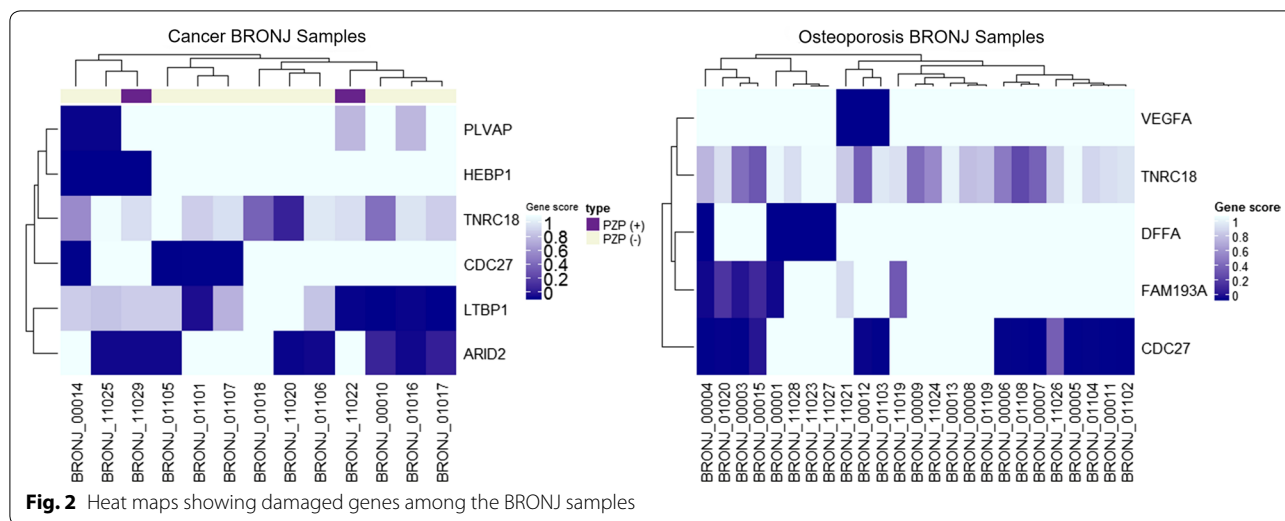 Cancer BRONJ Samples
PLVAP
HEBP1
TNRC18
CDC27
LTBP1
ARID2
Gene score
1
0.8
0.6
0.4
0.2
0
type
PZP (+)
PZP (-)
BRONJ_00014
BRONJ_11025
BRONJ_11029
BRONJ_01105
BRONJ_01101
BRONJ_01107
BRONJ_01018
BRONJ_11020
BRONJ_01106
BRONJ_11022
BRONJ_00010
BRONJ_01016
BRONJ_01017
Osteoporosis BRONJ Samples
VEGFA
TNRC18
DFFA
FAM193A
CDC27
Gene score
1
0.8
0.6
0.4
0.2
0
BRONJ_00004
BRONJ_01020
BRONJ_00003
BRONJ_00015
BRONJ_00001
BRONJ_11028
BRONJ_11023
BRONJ_11027
BRONJ_11021
BRONJ_00012
BRONJ_01103
BRONJ_11019
BRONJ_00009
BRONJ_11024
BRONJ_00013
BRONJ_00008
BRONJ_01109
BRONJ_00006
BRONJ_01108
BRONJ_00007
BRONJ_11026
BRONJ_00005
BRONJ_01104
BRONJ_00011
BRONJ_01102
Fig. 2 Heat maps showing damaged genes among the BRONJ samples